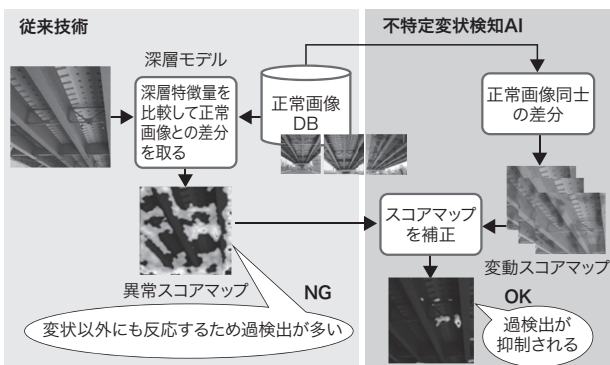 従来技術
深層モデル
深層特徴量を
比較して正常
画像との差分
を取る
正常画像
DB
異常スコアマップ
NG
変状以外にも反応するため過検出が多い
不特定変状検知AI
正常画像同士
の差分
変動スコアマップ
スコアマップ
を補正
OK
過検出が
抑制される